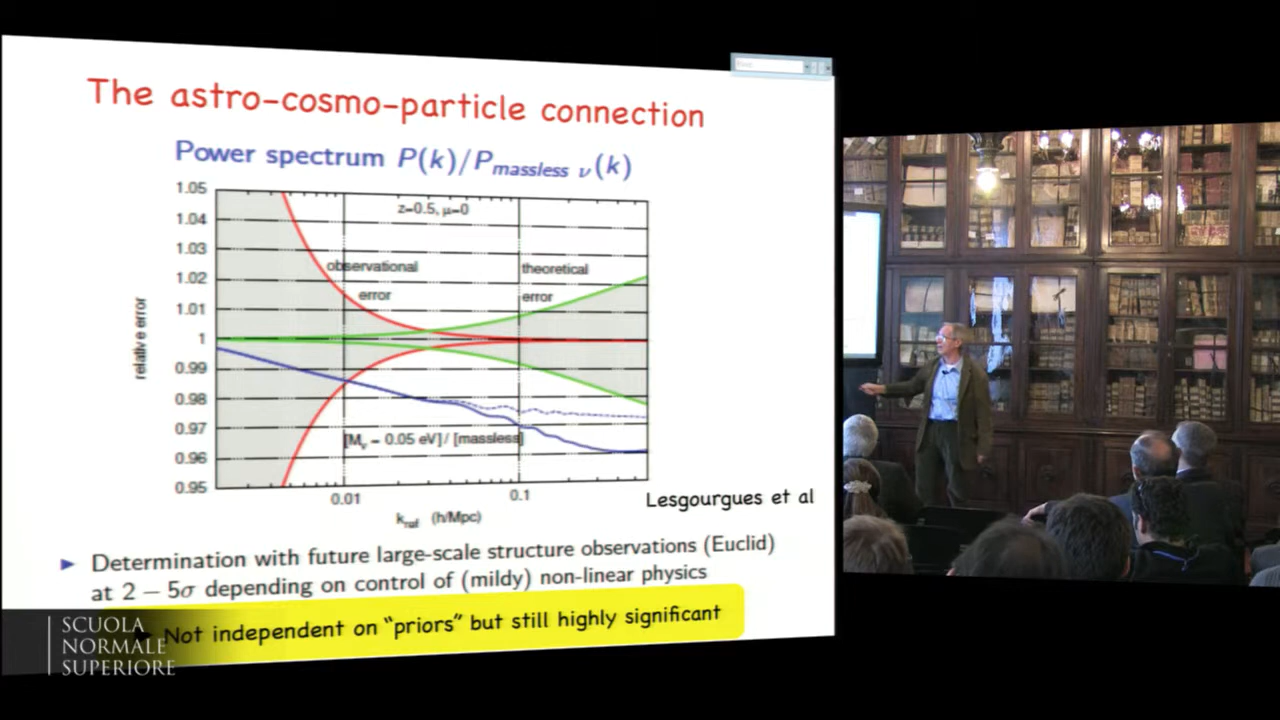 The astro-cosmo-particle connection
Power spectrum P(k)/P massless ν(k)
1.05
1.04
1.03
1.02
1.01
1
0.99
0.98
0.97
0.96
0.95
relative error
z=0.5, μ=0
observational
error
theoretical
error
[Mν = 0.05 eV] / [massless]
0.01
0.1
k ref (h/Mpc)
Lesgourgues et al
Determination with future large-scale structure observations (Euclid)
at 2 − 5σ depending on control of (mildy) non-linear physics
Not independent on “priors” but still highly significant
SCUOLA
NORMALE
SUPERIORE